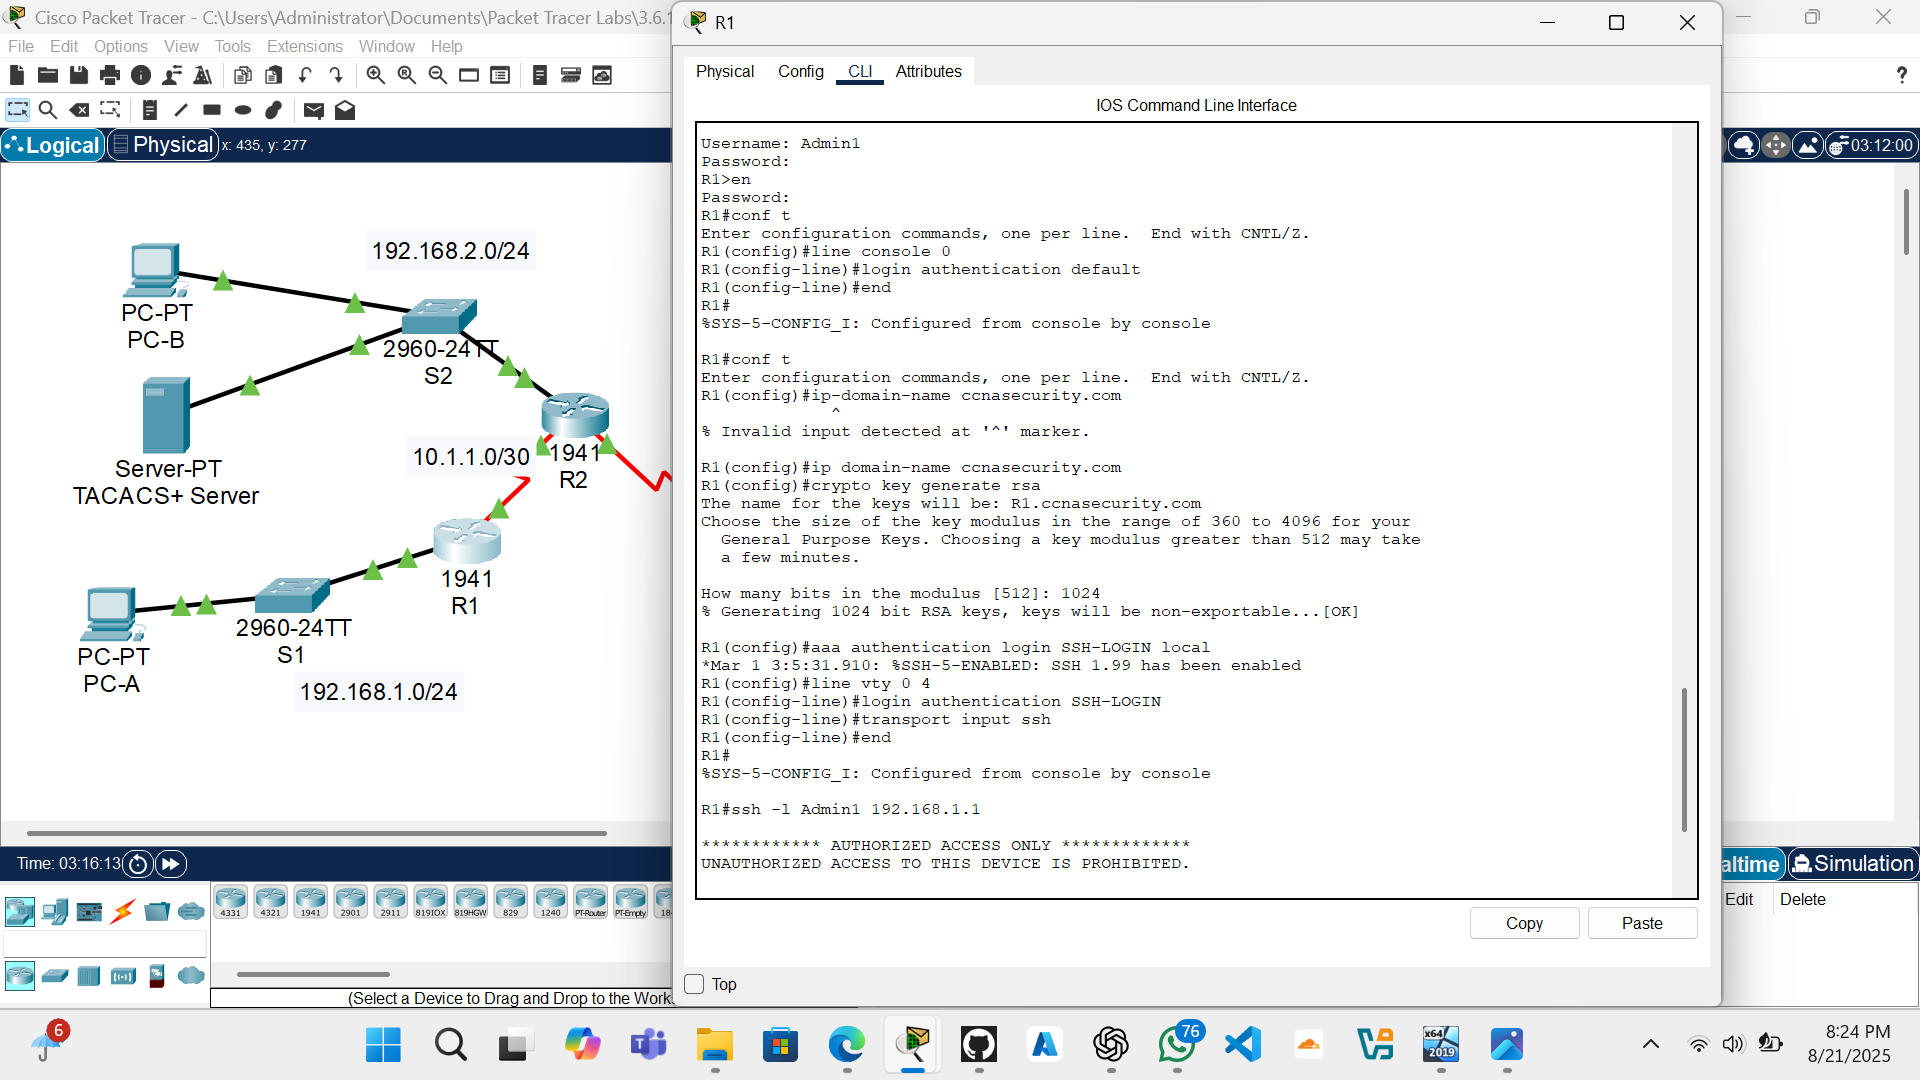 Cisco Packet Tracer - C:\Users\Administrator\Documents\Packet Tracer Labs\3.6.1
File Edit Options View Tools Extensions Window Help
?
Logical
Physical
x: 435, y: 277
03:12:00
192.168.2.0/24
PC-PT
PC-B
2960-24TT
S2
Server-PT
TACACS+ Server
10.1.1.0/30
1941
R2
1941
R1
2960-24TT
S1
PC-PT
PC-A
192.168.1.0/24
Time: 03:16:13
altime
Simulation
Edit
Delete
4331
4321
1941
2901
2911
819IOX
819HGW
829
1240
PT-Router
PT-Empty
18
(Select a Device to Drag and Drop to the Work
R1
Physical Config CLI Attributes
IOS Command Line Interface
Username: Admin1
Password:
R1>en
Password:
R1#conf t
Enter configuration commands, one per line.  End with CNTL/Z.
R1(config)#line console 0
R1(config-line)#login authentication default
R1(config-line)#end
R1#
%SYS-5-CONFIG_I: Configured from console by console
R1#conf t
Enter configuration commands, one per line.  End with CNTL/Z.
R1(config)#ip-domain-name ccnasecurity.com
^
% Invalid input detected at '^' marker.
R1(config)#ip domain-name ccnasecurity.com
R1(config)#crypto key generate rsa
The name for the keys will be: R1.ccnasecurity.com
Choose the size of the key modulus in the range of 360 to 4096 for your
General Purpose Keys. Choosing a key modulus greater than 512 may take
a few minutes.
How many bits in the modulus [512]: 1024
% Generating 1024 bit RSA keys, keys will be non-exportable...[OK]
R1(config)#aaa authentication login SSH-LOGIN local
*Mar 1 3:5:31.910: %SSH-5-ENABLED: SSH 1.99 has been enabled
R1(config)#line vty 0 4
R1(config-line)#login authentication SSH-LOGIN
R1(config-line)#transport input ssh
R1(config-line)#end
R1#
%SYS-5-CONFIG_I: Configured from console by console
R1#ssh -l Admin1 192.168.1.1
************ AUTHORIZED ACCESS ONLY *************
UNAUTHORIZED ACCESS TO THIS DEVICE IS PROHIBITED.
Copy
Paste
Top
6
76
x64
2019
8:24 PM
8/21/2025